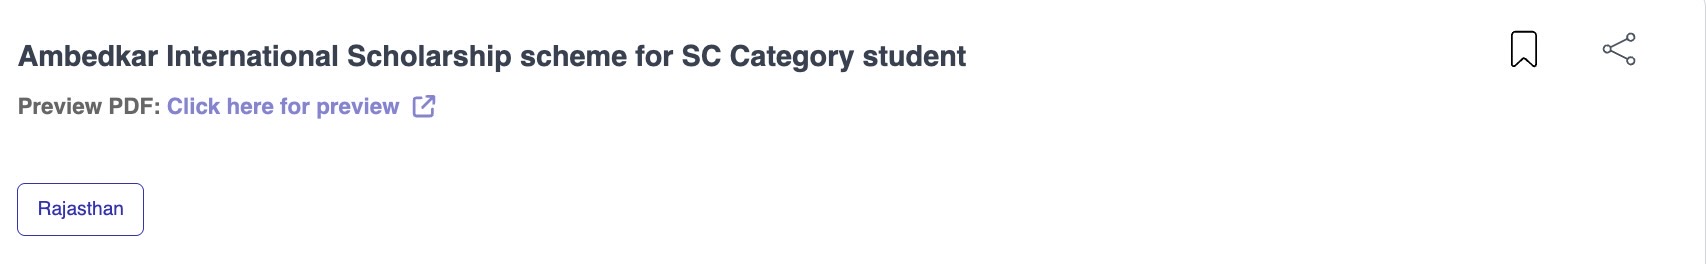 Ambedkar International Scholarship scheme for SC Category student
Preview PDF: Click here for preview
Rajasthan